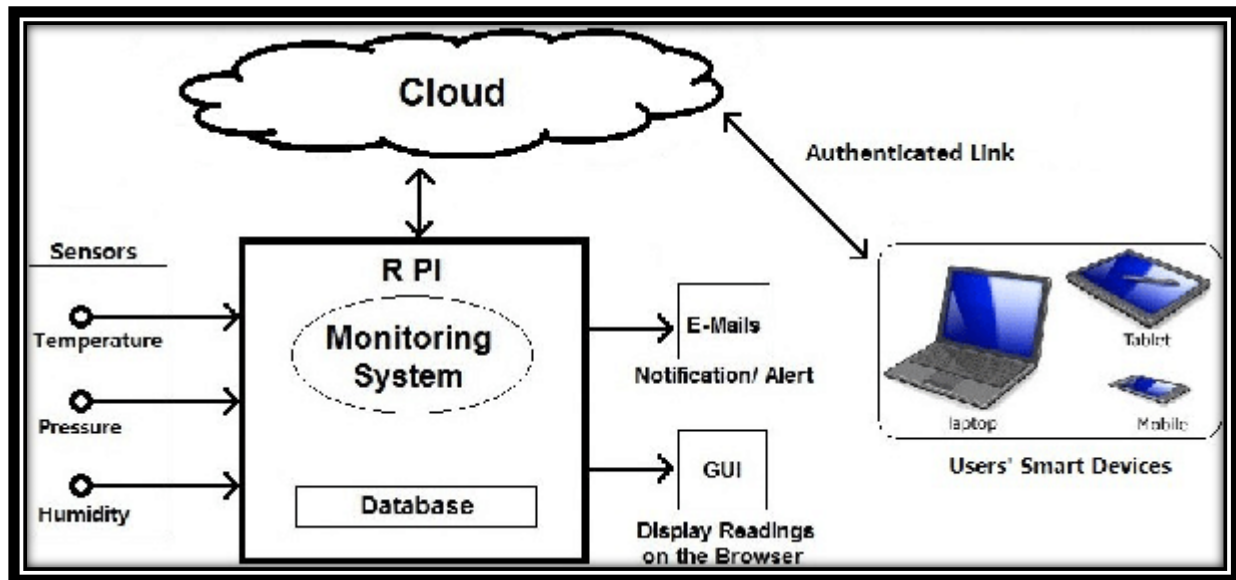 Cloud
Authenticated Link
Sensors
Temperature
Pressure
Humidity
R PI
Monitoring
System
Database
E-Mails
Notification/ Alert
GUI
Display Readings
on the Browser
laptop
Tablet
Mobile
Users' Smart Devices